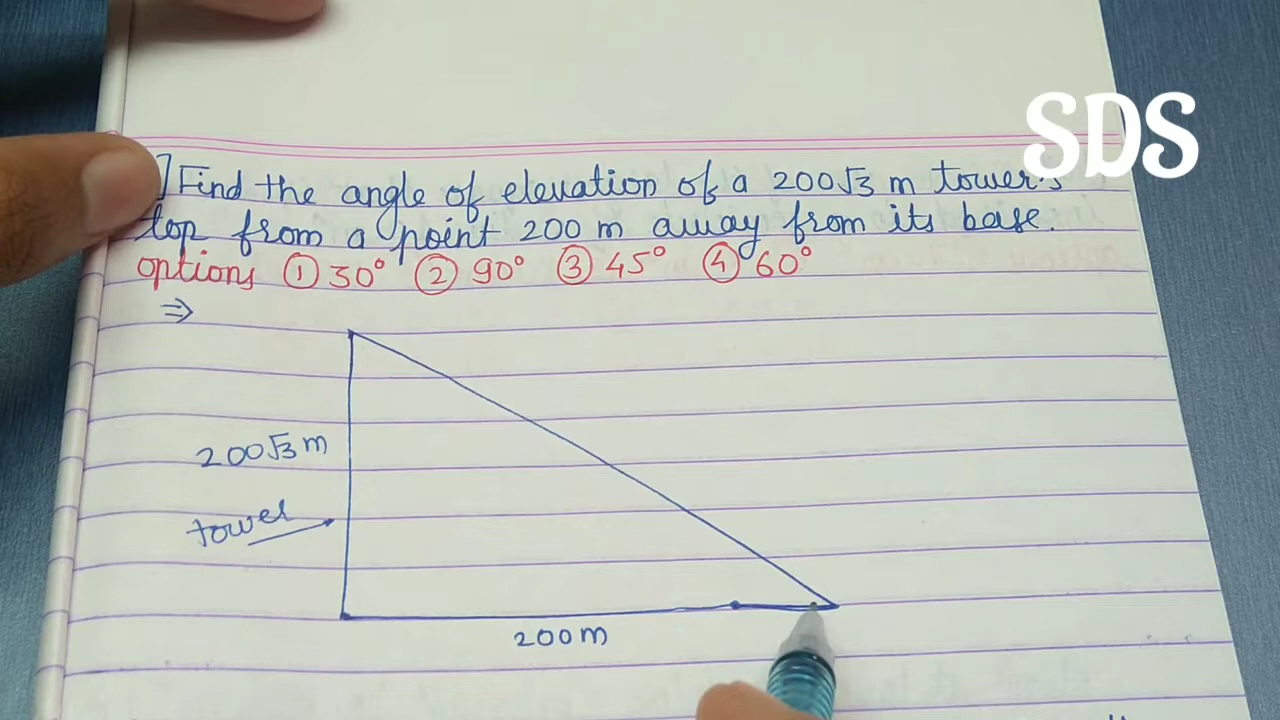 SDS
] Find the angle of elevation of a 200√3 m tower's
top from a point 200 m away from its base.
options ① 30° ② 90° ③ 45° ④ 60°
⇒
200√3 m
tower
200 m